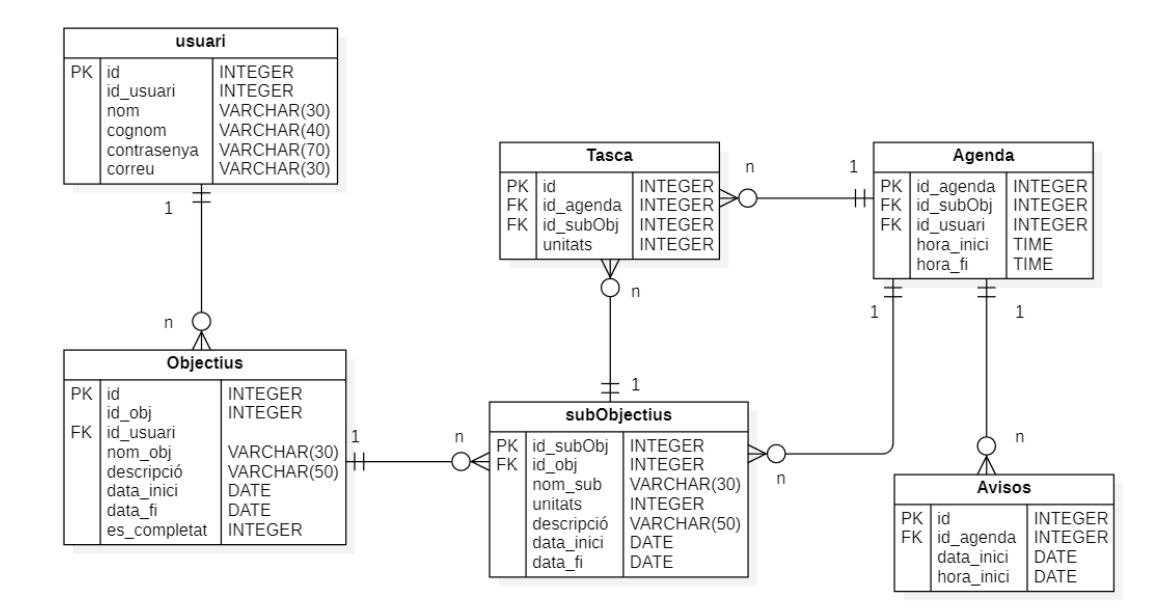 usuari
PK id INTEGER
id_usuari INTEGER
nom VARCHAR(30)
cognom VARCHAR(40)
contrasenya VARCHAR(70)
correu VARCHAR(30)
1
n
Objectius
PK id INTEGER
id_obj INTEGER
FK id_usuari
nom_obj VARCHAR(30)
descripció VARCHAR(50)
data_inici DATE
data_fi DATE
es_completat INTEGER
1
n
Tasca
PK id INTEGER
FK id_agenda INTEGER
FK id_subObj INTEGER
unitats INTEGER
n
1
n
1
subObjectius
PK id_subObj INTEGER
FK id_obj INTEGER
nom_sub VARCHAR(30)
unitats INTEGER
descripció VARCHAR(50)
data_inici DATE
data_fi DATE
Agenda
PK id_agenda INTEGER
FK id_subObj INTEGER
FK id_usuari INTEGER
hora_inici TIME
hora_fi TIME
1
n
1
n
Avisos
PK id INTEGER
FK id_agenda INTEGER
data_inici DATE
hora_inici DATE